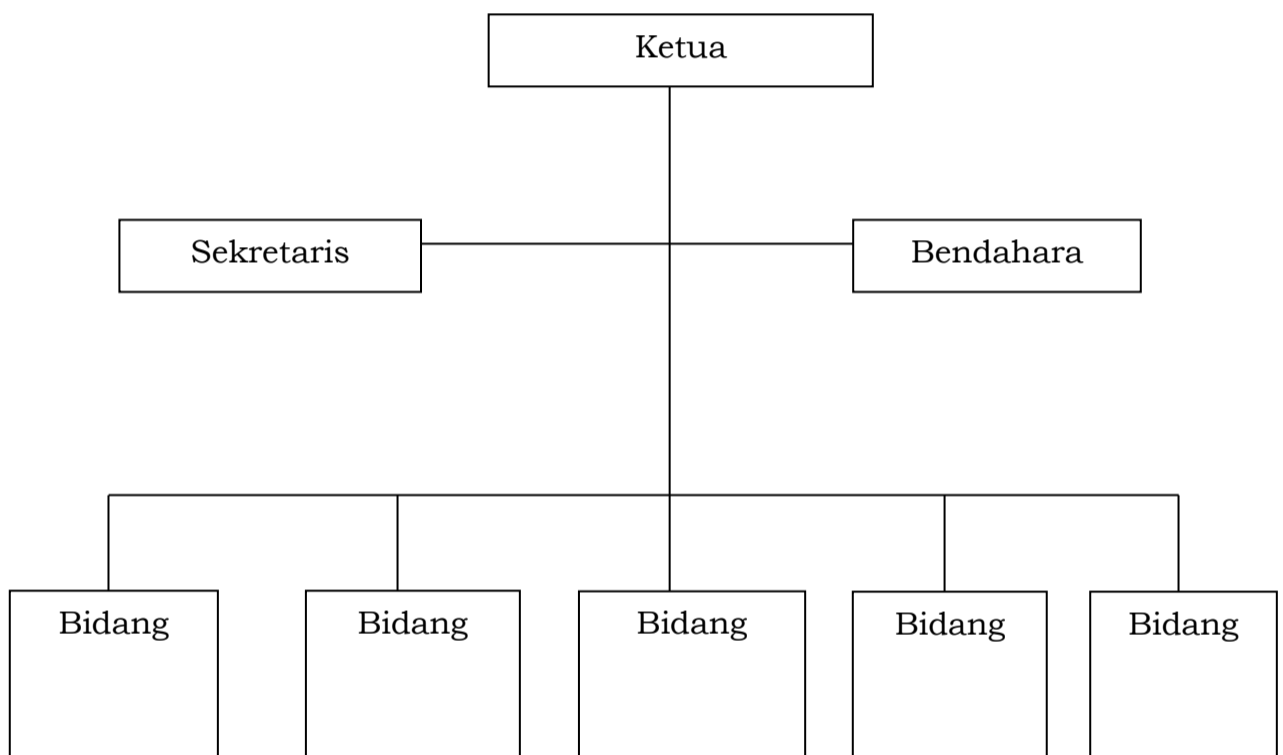 Ketua
Sekretaris
Bendahara
Bidang
Bidang
Bidang
Bidang
Bidang